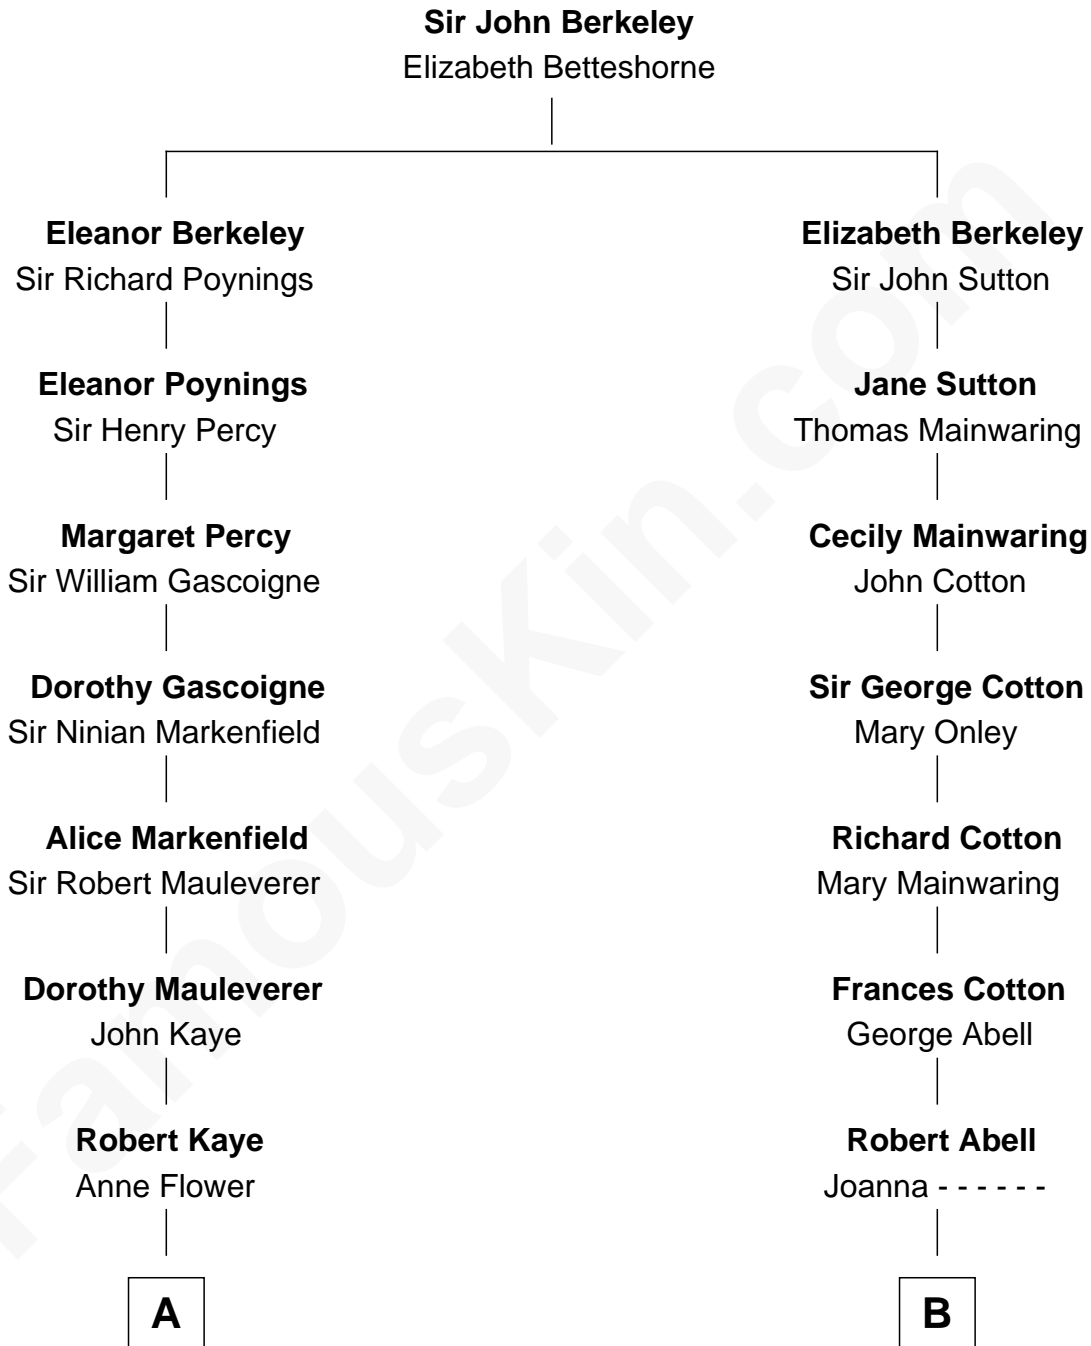 Sir John Berkeley
Elizabeth Betteshorne
Eleanor Berkeley
Sir Richard Poynings
Elizabeth Berkeley
Sir John Sutton
Eleanor Poynings
Sir Henry Percy
Jane Sutton
Thomas Mainwaring
Margaret Percy
Sir William Gascoigne
Cecily Mainwaring
John Cotton
Dorothy Gascoigne
Sir Ninian Markenfield
Sir George Cotton
Mary Onley
Alice Markenfield
Sir Robert Mauleverer
Richard Cotton
Mary Mainwaring
Dorothy Mauleverer
John Kaye
Frances Cotton
George Abell
Robert Kaye
Anne Flower
Robert Abell
Joanna - - - - - -
A
B
FamousKin.com